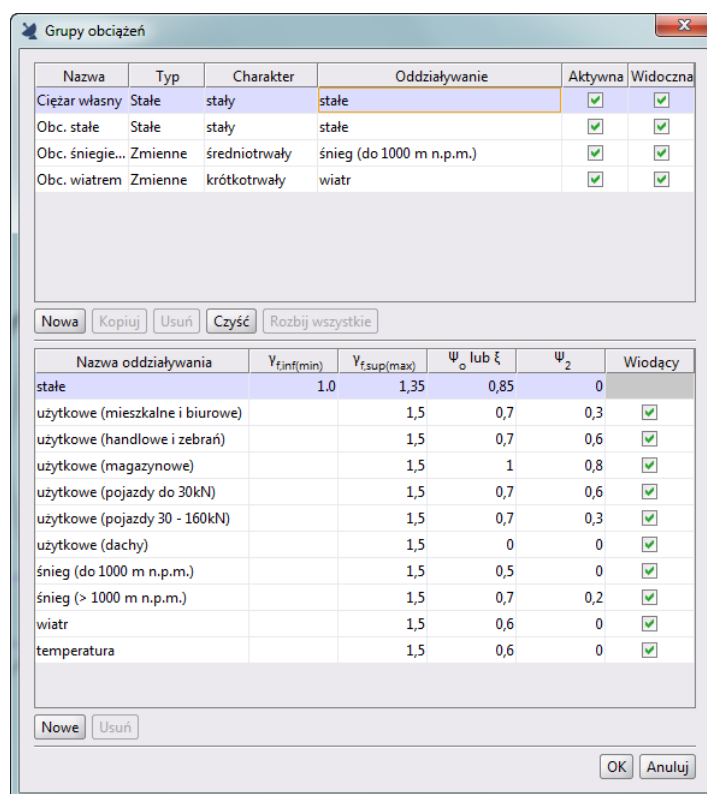 Grupy obciążeń
Nazwa Typ Charakter Oddziaływanie Aktywna Widoczna
Ciężar własny Stałe stały stałe
Obc. stałe Stałe stały stałe
Obc. śniegie... Zmienne średniotrwały śnieg (do 1000 m n.p.m.)
Obc. wiatrem Zmienne krótkotrwały wiatr
Nowa Kopiuj Usuń Czyść Rozbij wszystkie
Nazwa oddziaływania γf,inf(min) γf,sup(max) Ψo lub ξ Ψ2 Wiodący
stałe 1.0 1,35 0,85 0
użytkowe (mieszkalne i biurowe) 1,5 0,7 0,3
użytkowe (handlowe i zebrań) 1,5 0,7 0,6
użytkowe (magazynowe) 1,5 1 0,8
użytkowe (pojazdy do 30kN) 1,5 0,7 0,6
użytkowe (pojazdy 30 - 160kN) 1,5 0,7 0,3
użytkowe (dachy) 1,5 0 0
śnieg (do 1000 m n.p.m.) 1,5 0,5 0
śnieg (> 1000 m n.p.m.) 1,5 0,7 0,2
wiatr 1,5 0,6 0
temperatura 1,5 0,6 0
Nowe Usuń
OK Anuluj